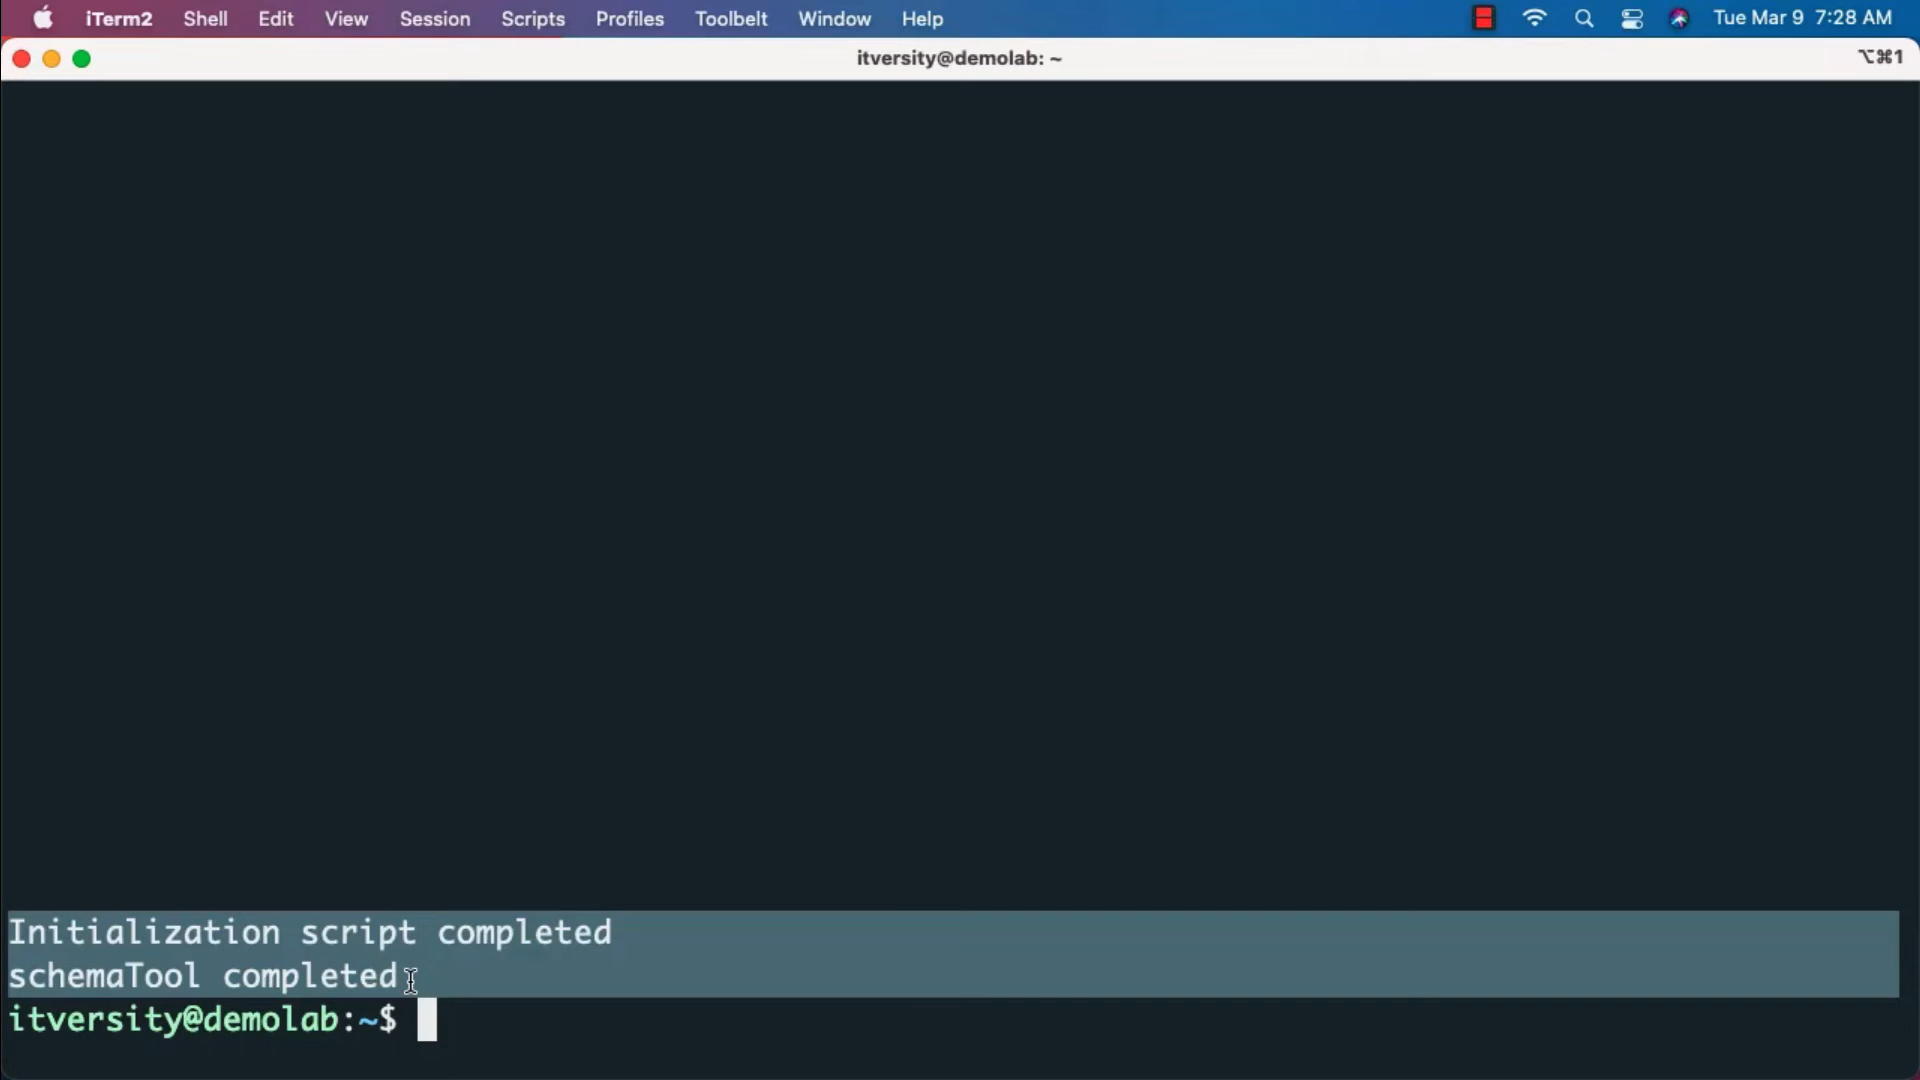 iTerm2 Shell Edit View Session Scripts Profiles Toolbelt Window Help Tue Mar 9 7:28 AM
itversity@demolab: ~ ⌥⌘1
Initialization script completed
schemaTool completed
itversity@demolab:~$